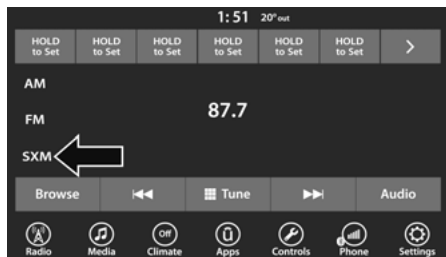 1:51 20° out
HOLD to Set HOLD to Set HOLD to Set HOLD to Set HOLD to Set HOLD to Set
AM
87.7
FM
SXM
Browse Tune Audio
Off
Radio Media Climate Apps Controls Phone Settings